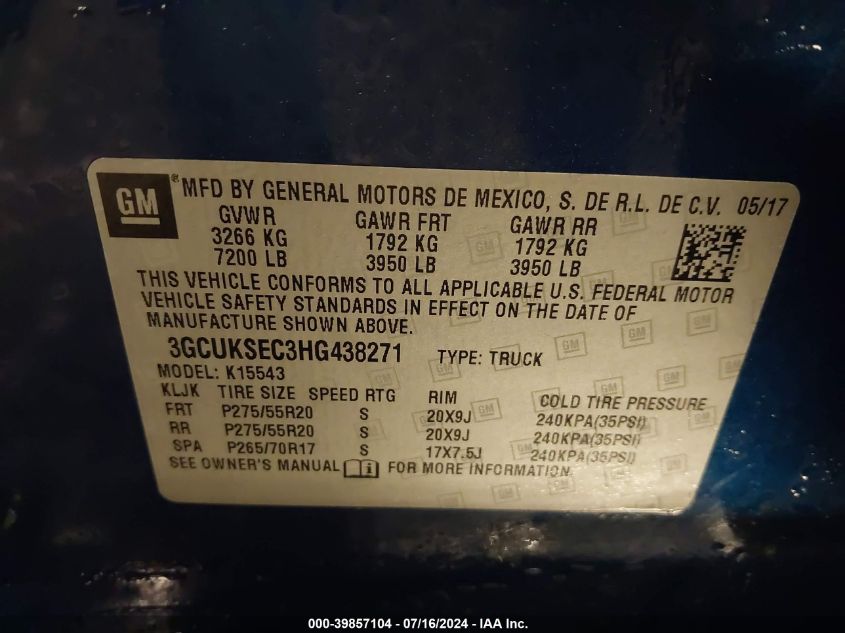 GM® MFD BY GENERAL MOTORS DE MEXICO, S. DE R.L. DE C.V. 05/17
GVWR GAWR FRT GAWR RR
3266 KG 1792 KG 1792 KG
7200 LB 3950 LB 3950 LB
THIS VEHICLE CONFORMS TO ALL APPLICABLE U.S. FEDERAL MOTOR
VEHICLE SAFETY STANDARDS IN EFFECT ON THE DATE OF
MANUFACTURE SHOWN ABOVE.
3GCUKSEC3HG438271 TYPE: TRUCK
MODEL: K15543
KLJK TIRE SIZE SPEED RTG RIM COLD TIRE PRESSURE
FRT P275/55R20 S 20X9J 240KPA(35PSI)
RR P275/55R20 S 20X9J 240KPA(35PSI)
SPA P265/70R17 S 17X7.5J 240KPA(35PSI)
SEE OWNER'S MANUAL FOR MORE INFORMATION.
000-39857104 / 07/16/2024 - IAA Inc.